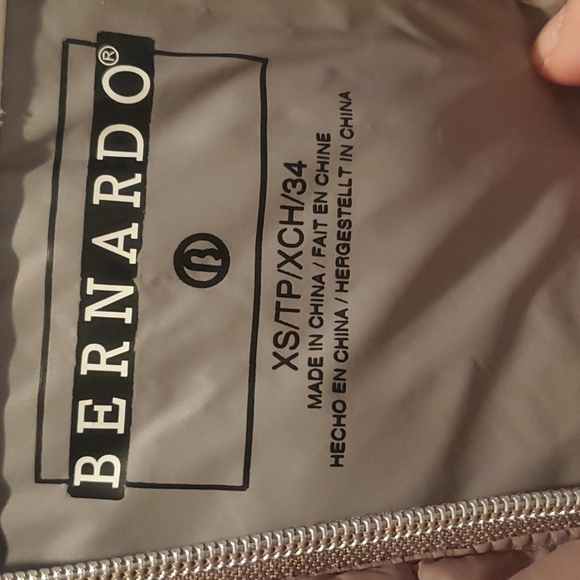 BERNARDO®
B
XS/TP/XCH/34
MADE IN CHINA / FAIT EN CHINE
HECHO EN CHINA / HERGESTELLT IN CHINA